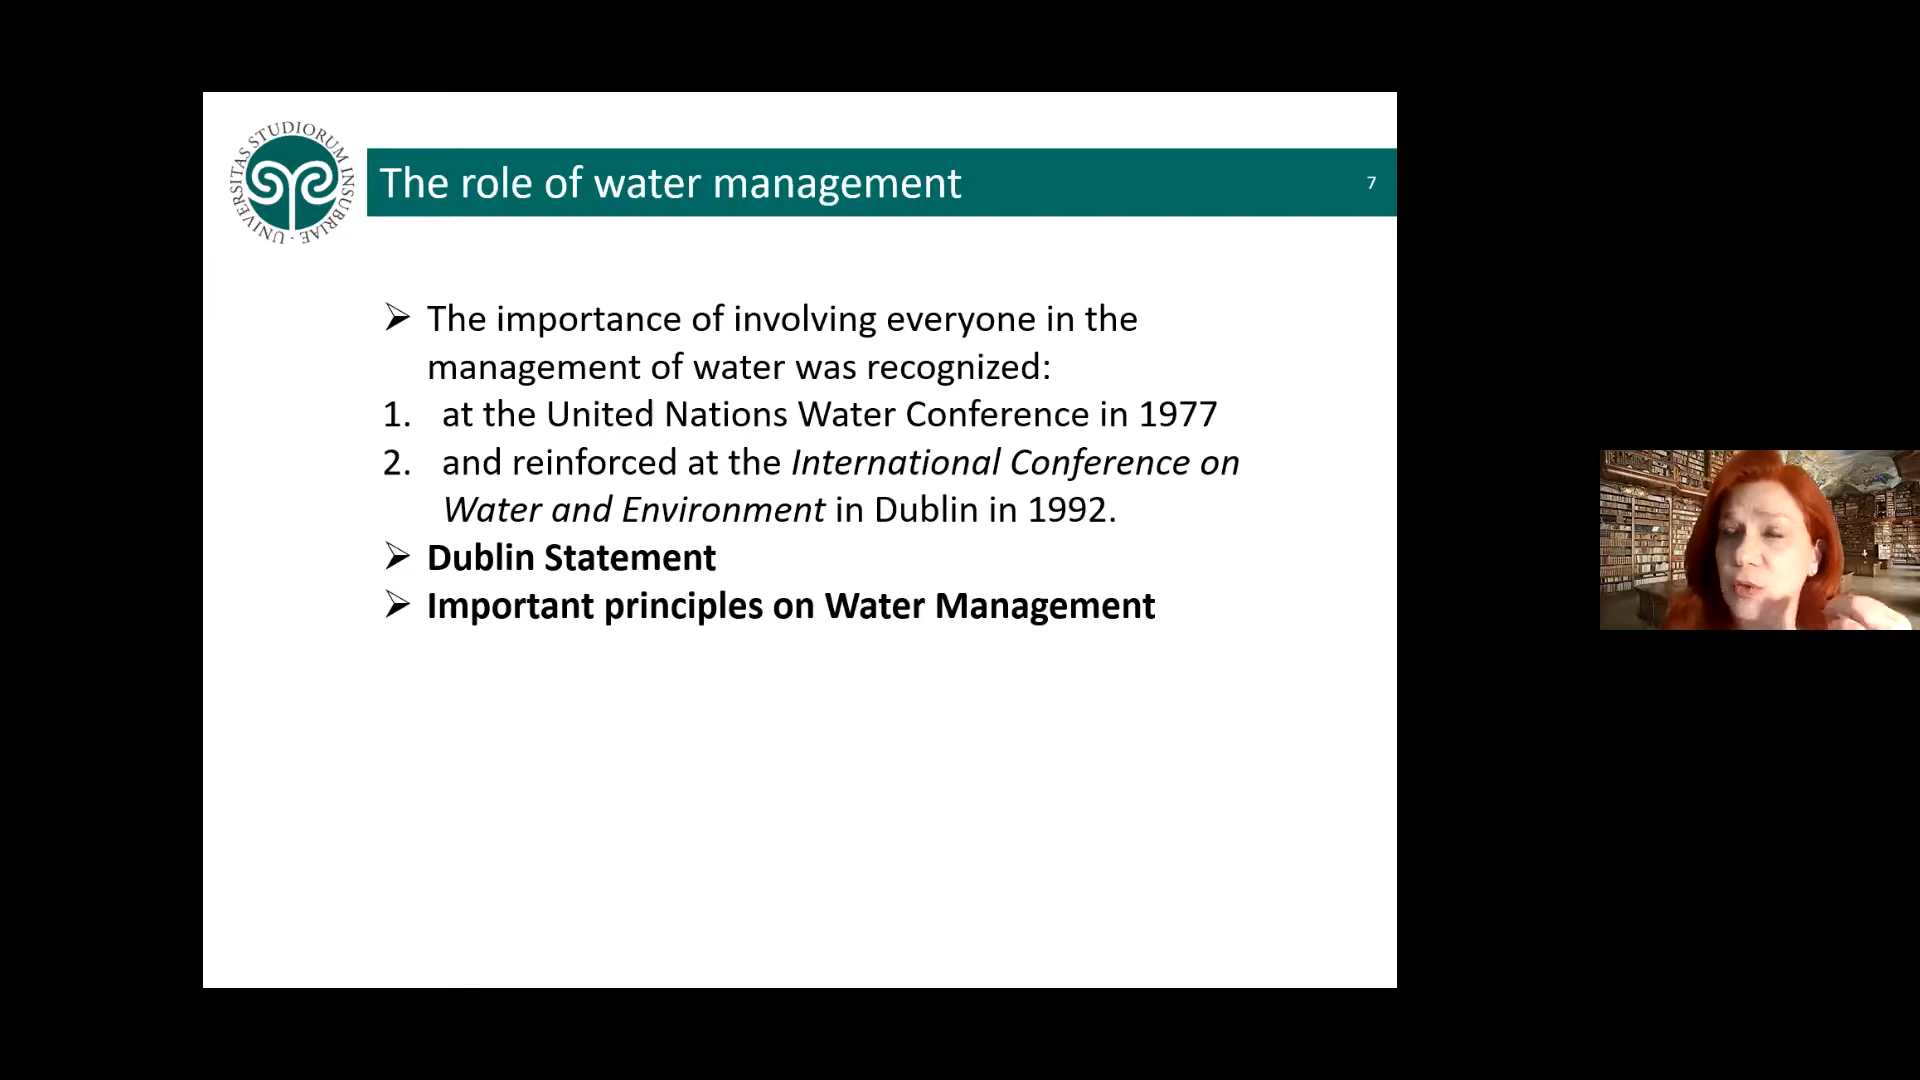 UNIVERSITAS STUDIORUM INSUBRIAE
The role of water management
7
➢ The importance of involving everyone in the
management of water was recognized:
1. at the United Nations Water Conference in 1977
2. and reinforced at the International Conference on
Water and Environment in Dublin in 1992.
➢ Dublin Statement
➢ Important principles on Water Management